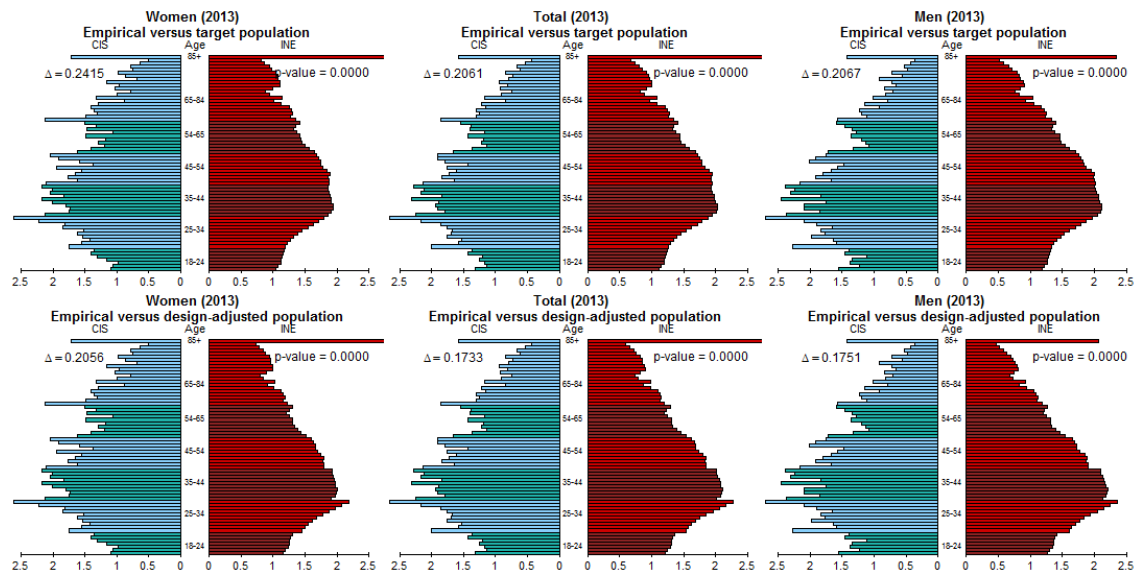 Women (2013)
Empirical versus target population
CIS Age INE
85+
Δ = 0.2415
p-value = 0.0000
65-84
54-65
45-54
35-44
25-34
18-24
2.5 2 1.5 1 0.5 0 0 0.5 1 1.5 2 2.5
Total (2013)
Empirical versus target population
CIS Age INE
85+
Δ = 0.2061
p-value = 0.0000
65-84
54-65
45-54
35-44
25-34
18-24
2.5 2 1.5 1 0.5 0 0 0.5 1 1.5 2 2.5
Men (2013)
Empirical versus target population
CIS Age INE
85+
Δ = 0.2067
p-value = 0.0000
65-84
54-65
45-54
35-44
25-34
18-24
2.5 2 1.5 1 0.5 0 0 0.5 1 1.5 2 2.5
Women (2013)
Empirical versus design-adjusted population
CIS Age INE
85+
Δ = 0.2056
p-value = 0.0000
65-84
54-65
45-54
35-44
25-34
18-24
2.5 2 1.5 1 0.5 0 0 0.5 1 1.5 2 2.5
Total (2013)
Empirical versus design-adjusted population
CIS Age INE
85+
Δ = 0.1733
p-value = 0.0000
65-84
54-65
45-54
35-44
25-34
18-24
2.5 2 1.5 1 0.5 0 0 0.5 1 1.5 2 2.5
Men (2013)
Empirical versus design-adjusted population
CIS Age INE
85+
Δ = 0.1751
p-value = 0.0000
65-84
54-65
45-54
35-44
25-34
18-24
2.5 2 1.5 1 0.5 0 0 0.5 1 1.5 2 2.5